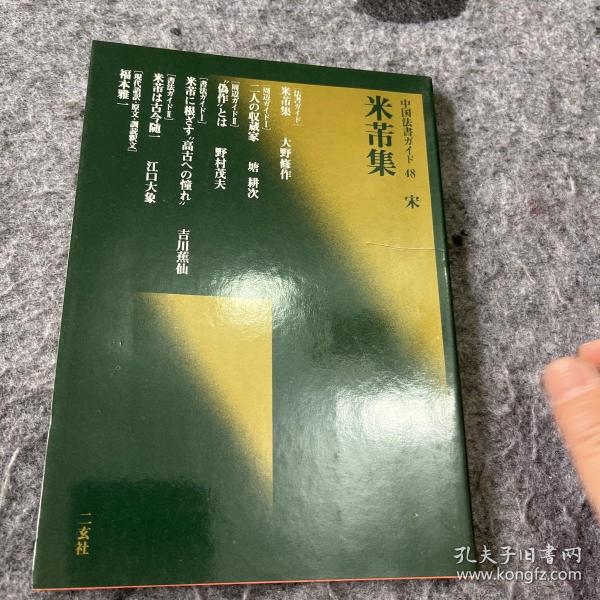 中国法書ガイド 48 宋
米芾集
[法書ガイド]
米芾集 大野修作
[周辺ガイドⅠ]
二人の収蔵家 塘耕次
[周辺ガイドⅡ]
“偽作”とは 野村茂夫
[書法ガイドⅠ]
米芾に根ざす“高古への憧れ” 吉川蕉仙
[書法ガイドⅡ]
米芾は古今随一 江口大象
[現代語訳・原文・訓読釈文]
福本雅一
二玄社
孔夫子旧书网
www.kongfz.com